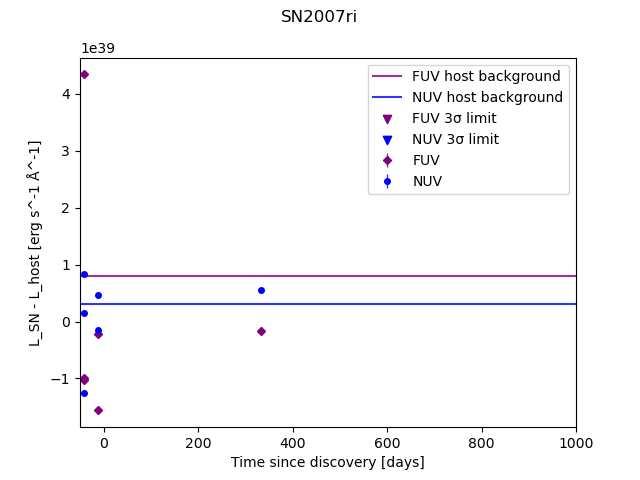 SN2007ri
1e39
L_SN - L_host [erg s^-1 Å^-1]
4
3
2
1
0
−1
FUV host background
NUV host background
FUV 3σ limit
NUV 3σ limit
FUV
NUV
0 200 400 600 800 1000
Time since discovery [days]